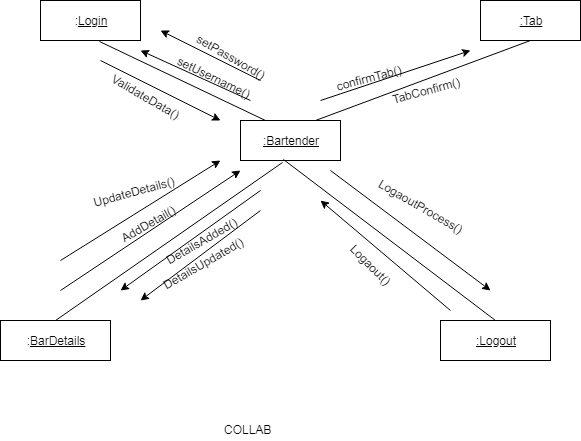 :Login
:Tab
setPassword()
setUsername()
confirmTab()
ValidateData()
TabConfirm()
:Bartender
UpdateDetails()
LogaoutProcess()
AddDetail()
DetailsAdded()
DetailsUpdated()
Logaout()
:BarDetails
:Logout
COLLAB